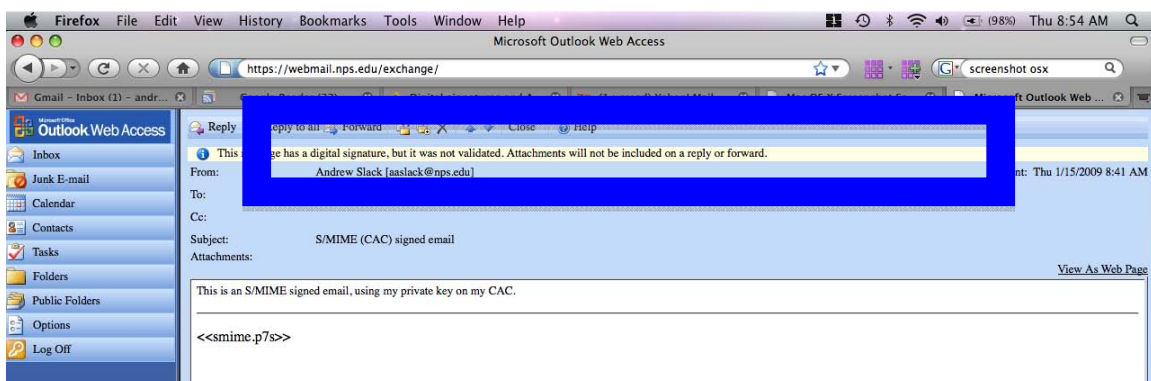 Firefox File Edit View History Bookmarks Tools Window Help (98%) Thu 8:54 AM
Microsoft Outlook Web Access
https://webmail.nps.edu/exchange/ screenshot osx
Gmail – Inbox (1) – andr... Outlook Web ...
Microsoft Office
Outlook Web Access
Reply Reply to all Forward Close Help
This has a digital signature, but it was not validated. Attachments will not be included on a reply or forward.
Inbox
From: Andrew Slack [aaslack@nps.edu] Thu 1/15/2009 8:41 AM
Junk E-mail
To:
Calendar
Cc:
Contacts
Subject: S/MIME (CAC) signed email
Tasks
Attachments:
View As Web Page
Folders
This is an S/MIME signed email, using my private key on my CAC.
Public Folders
Options
<<smime.p7s>>
Log Off